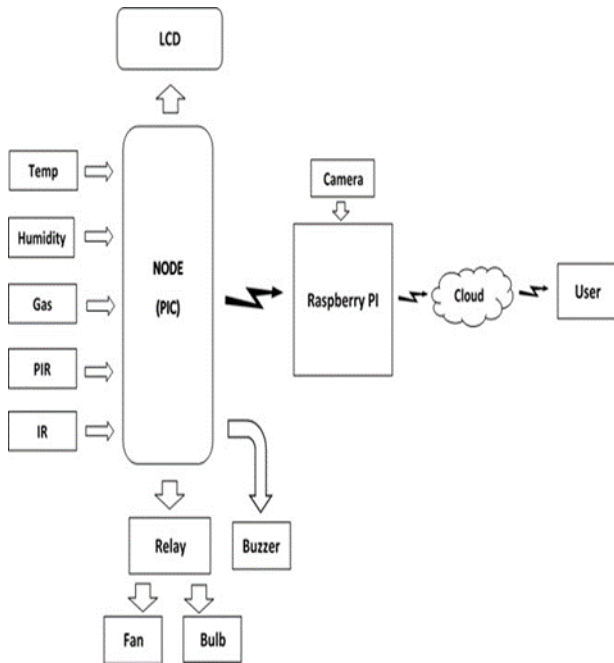 LCD
Temp
Humidity
Gas
PIR
IR
NODE
(PIC)
Camera
Raspberry PI
Cloud
User
Relay
Buzzer
Fan
Bulb